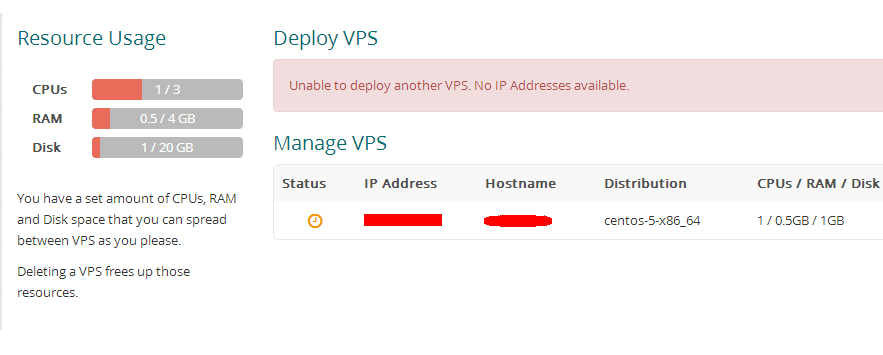 Resource Usage
CPUs 1 / 3
RAM 0.5 / 4 GB
Disk 1 / 20 GB
You have a set amount of CPUs, RAM
and Disk space that you can spread
between VPS as you please.
Deleting a VPS frees up those
resources.
Deploy VPS
Unable to deploy another VPS. No IP Addresses available.
Manage VPS
Status IP Address Hostname Distribution CPUs / RAM / Disk
centos-5-x86_64 1 / 0.5GB / 1GB